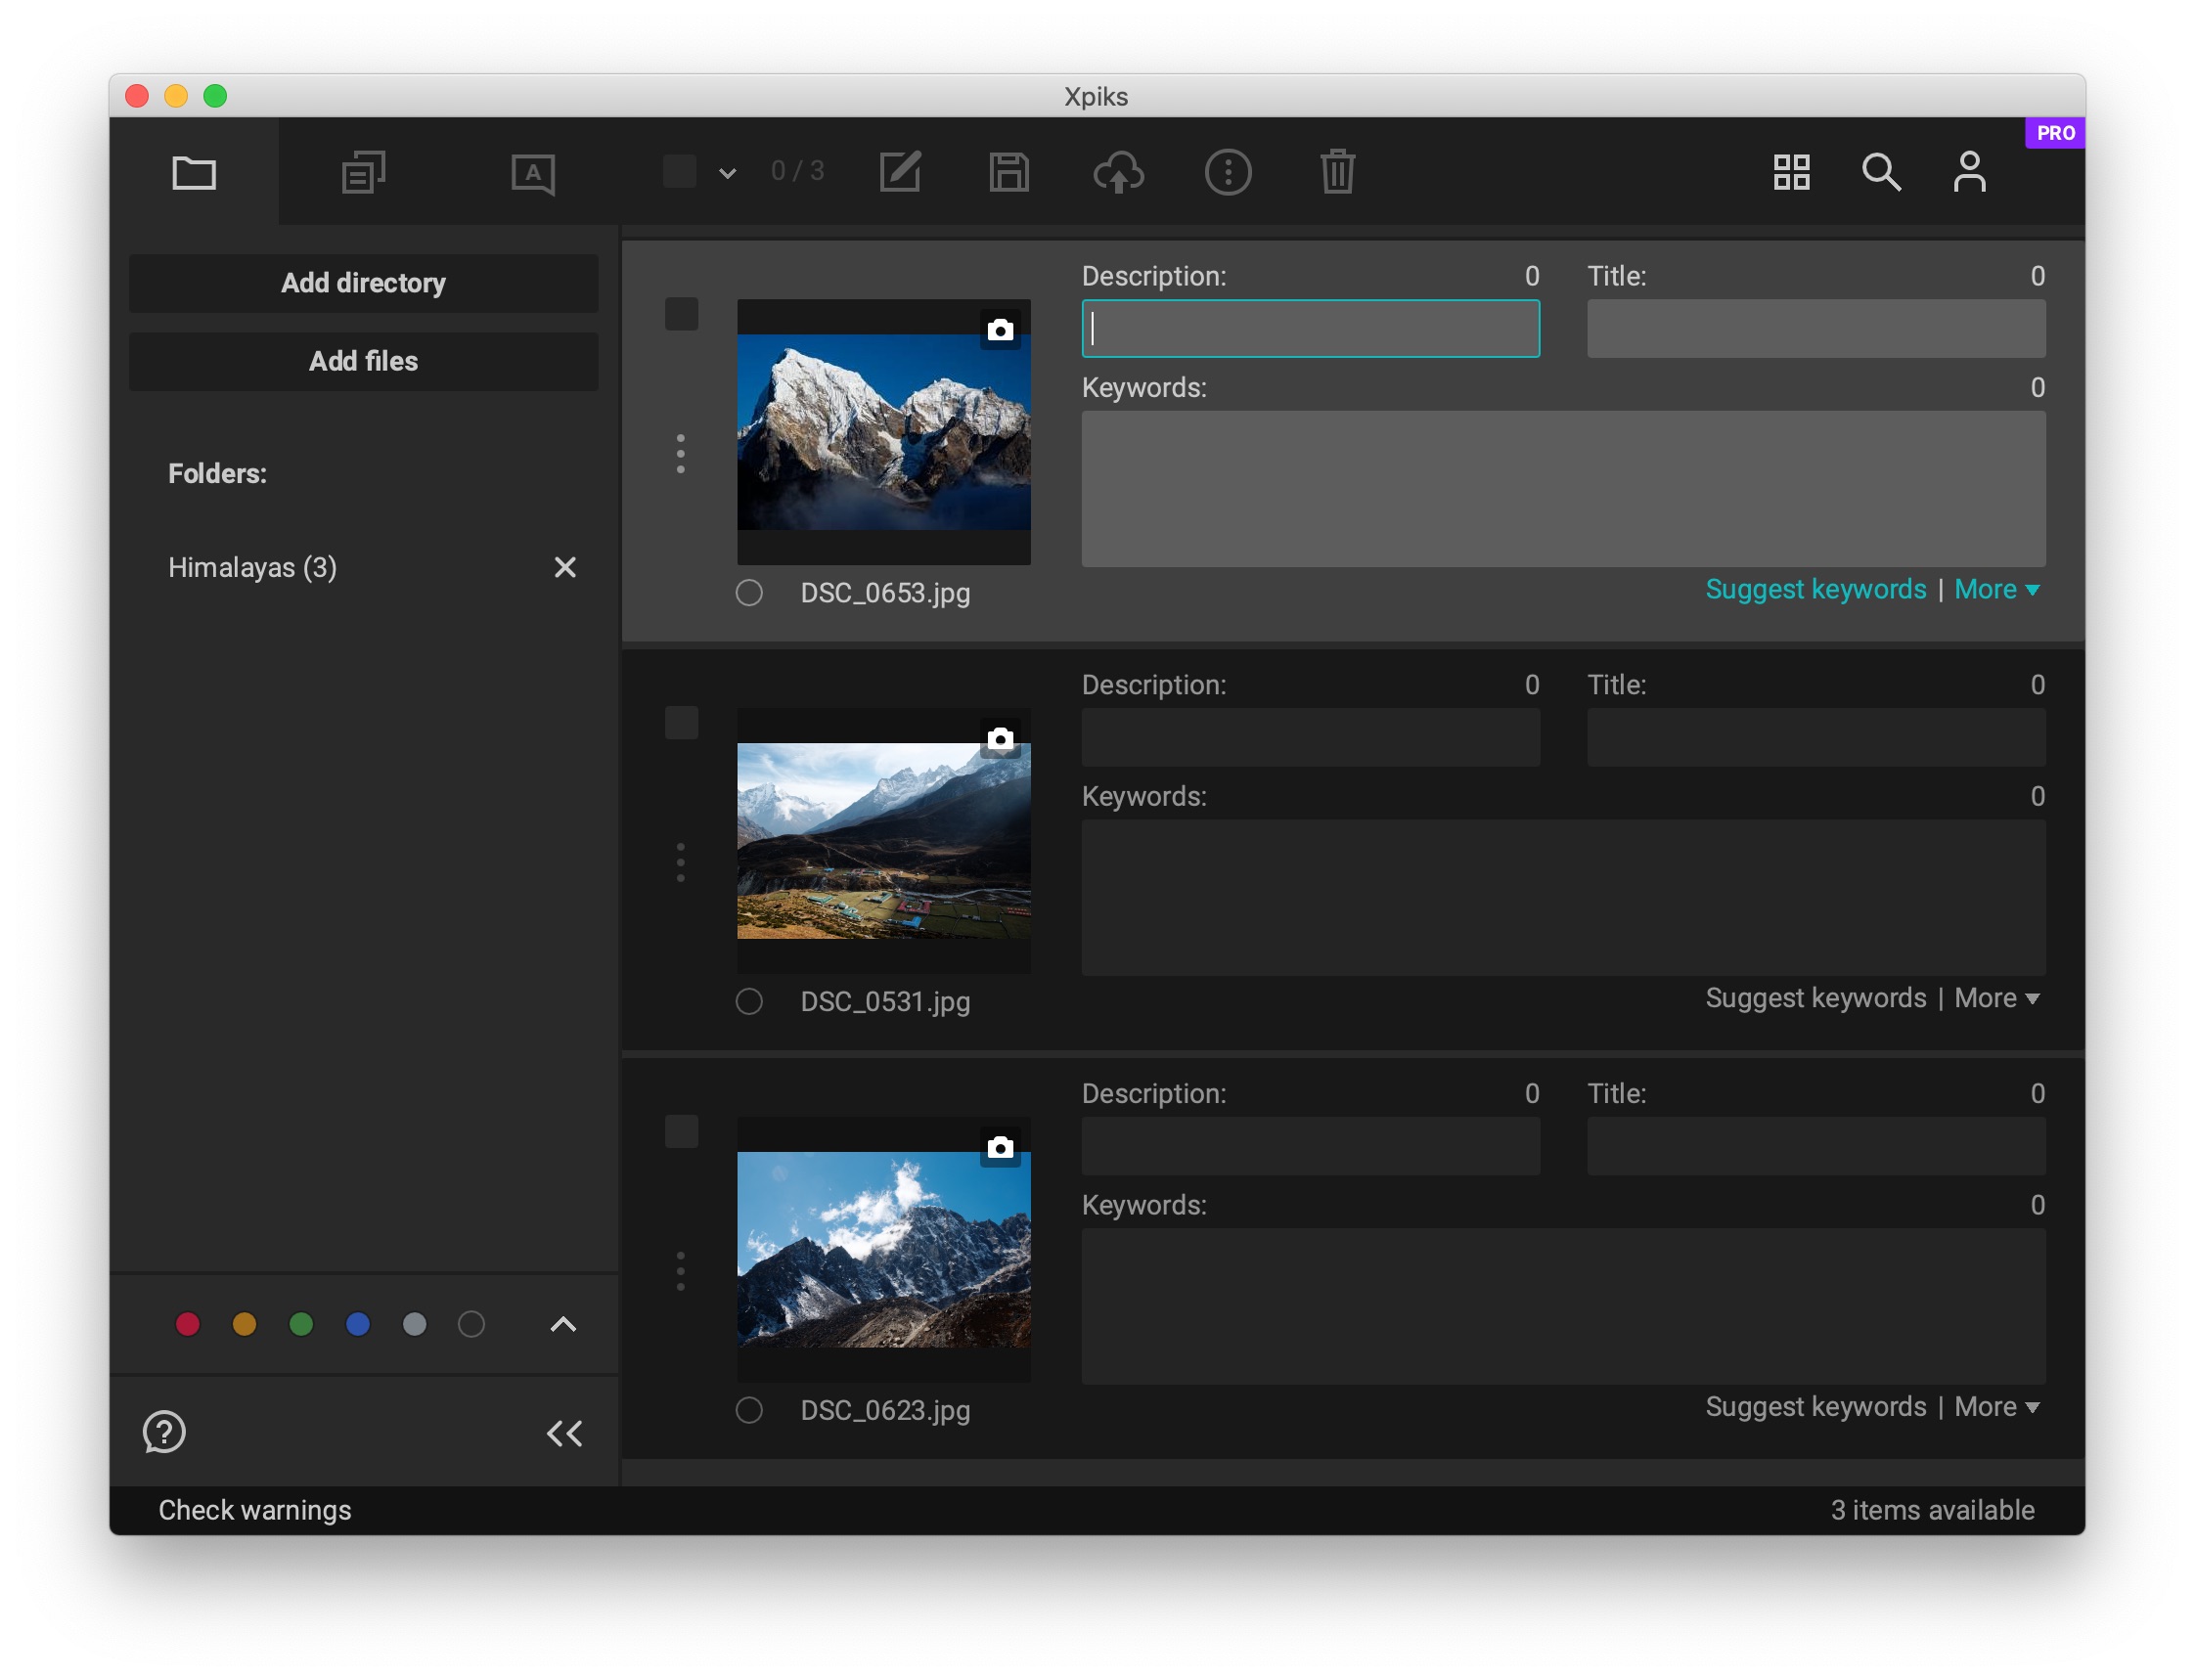 Xpiks
PRO
A
0 / 3
Add directory
Add files
Folders:
Himalayas (3)
Description: 0 Title: 0
Keywords: 0
DSC_0653.jpg
Suggest keywords | More
Description: 0 Title: 0
Keywords: 0
DSC_0531.jpg
Suggest keywords | More
Description: 0 Title: 0
Keywords: 0
DSC_0623.jpg
Suggest keywords | More
?
Check warnings
3 items available